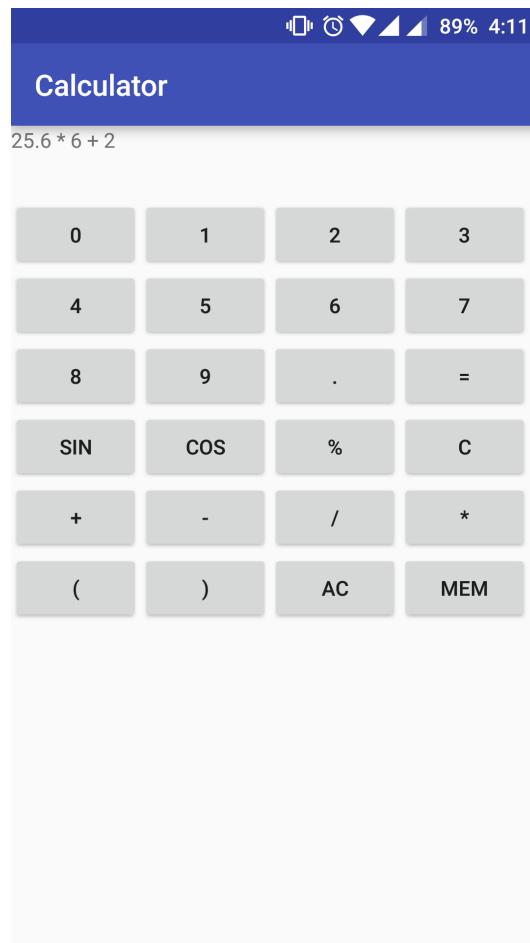 89% 4:11
Calculator
25.6 * 6 + 2
0 1 2 3
4 5 6 7
8 9 . =
SIN COS % C
+ - / *
( ) AC MEM